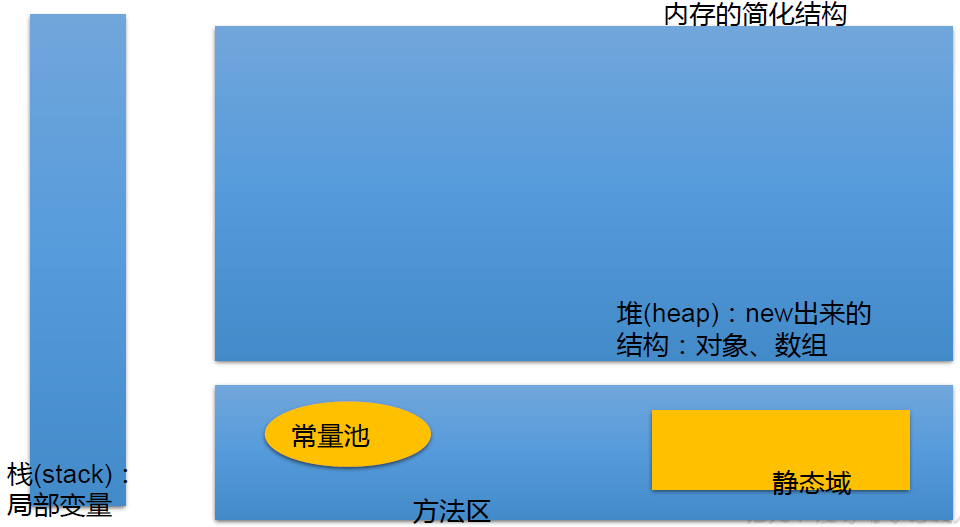 内存的简化结构
堆(heap)：new出来的
结构：对象、数组
常量池
静态域
栈(stack)：
局部变量
方法区